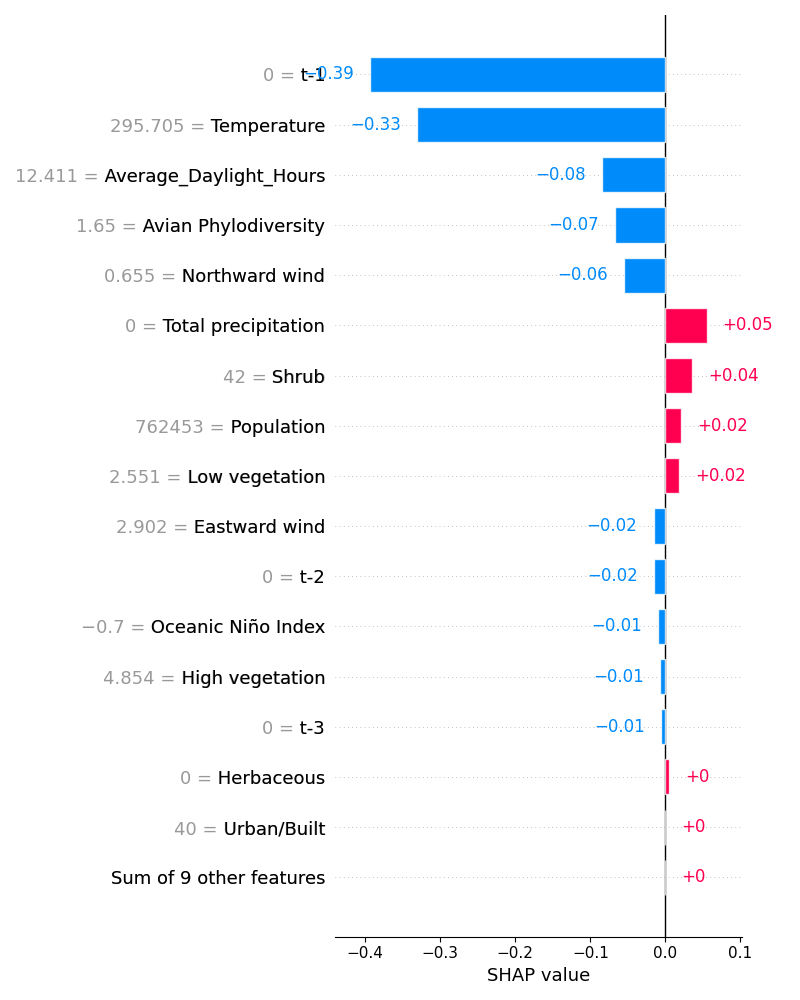 0 = t-1 −0.39
295.705 = Temperature −0.33
12.411 = Average_Daylight_Hours −0.08
1.65 = Avian Phylodiversity −0.07
0.655 = Northward wind −0.06
0 = Total precipitation +0.05
42 = Shrub +0.04
762453 = Population +0.02
2.551 = Low vegetation +0.02
2.902 = Eastward wind −0.02
0 = t-2 −0.02
−0.7 = Oceanic Niño Index −0.01
4.854 = High vegetation −0.01
0 = t-3 −0.01
0 = Herbaceous +0
40 = Urban/Built +0
Sum of 9 other features +0
−0.4 −0.3 −0.2 −0.1 0.0 0.1
SHAP value